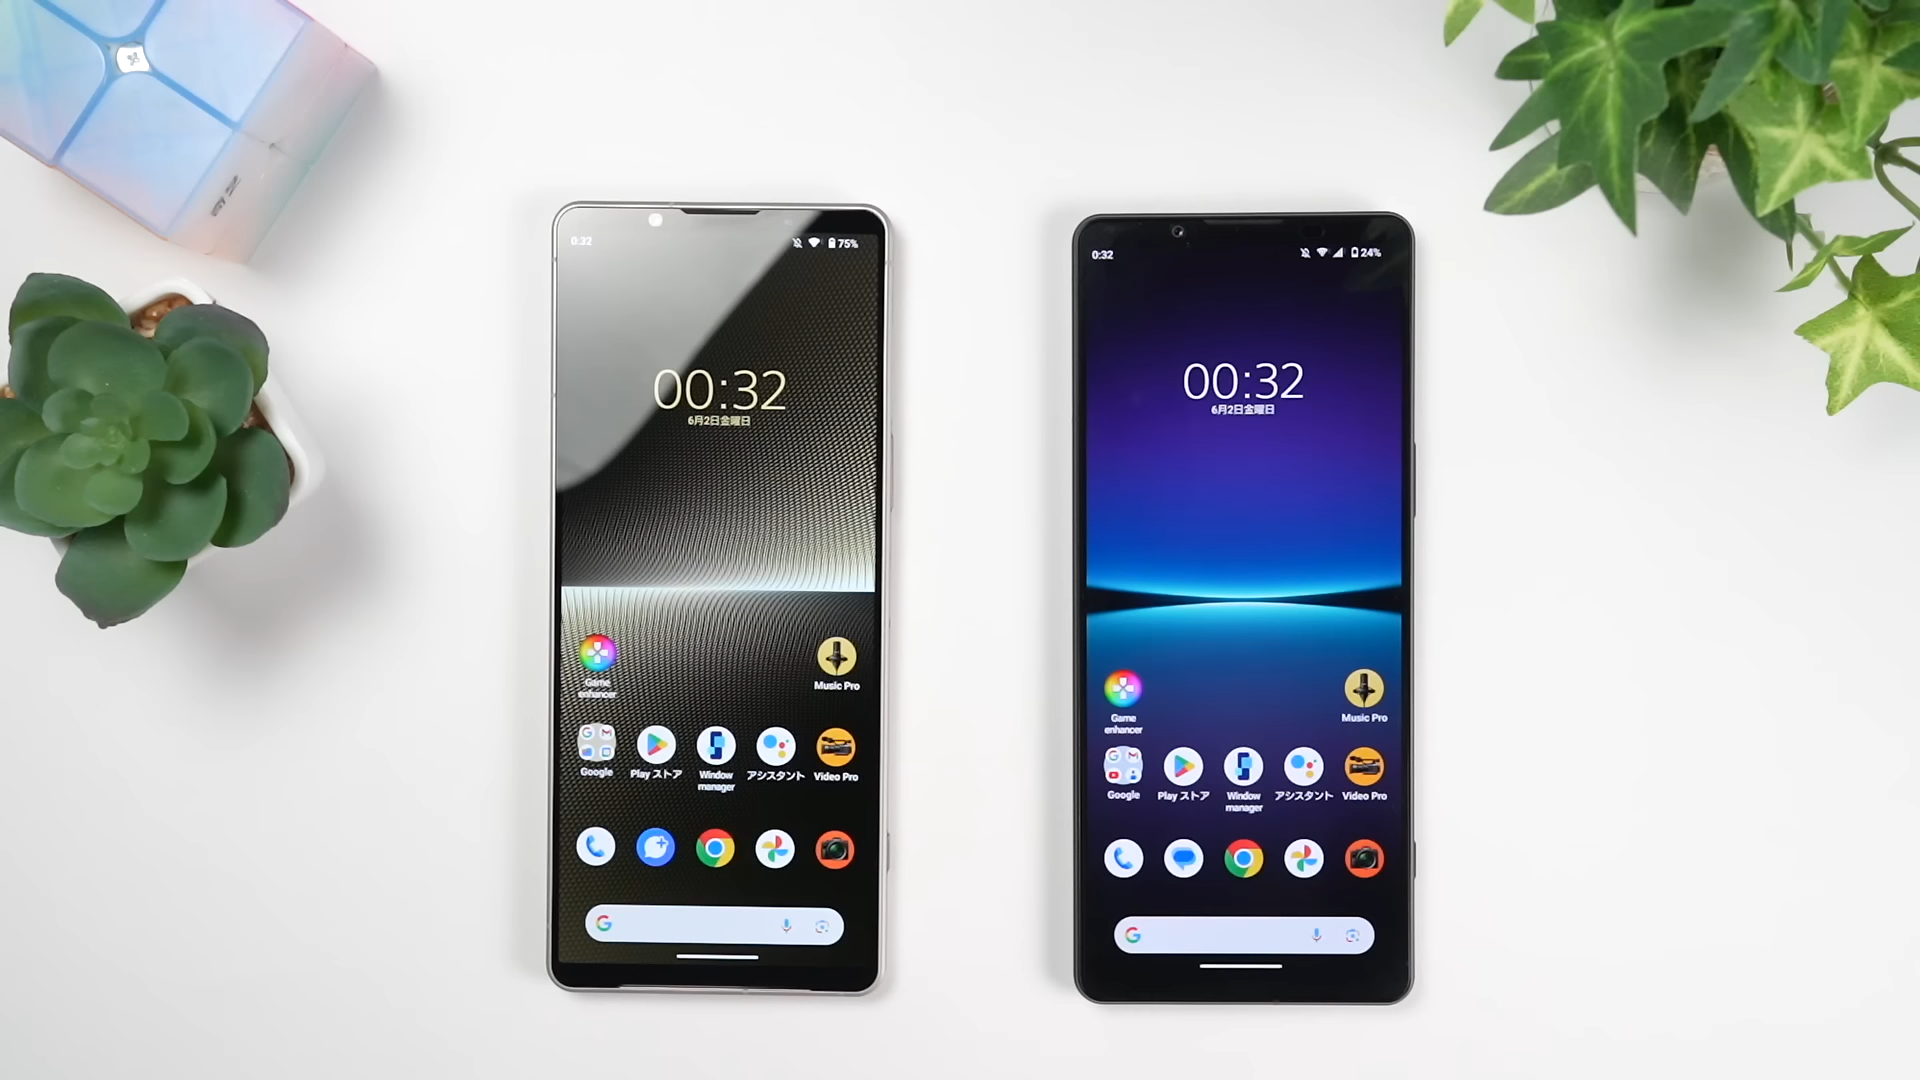 0:32
75%
00:32
6月2日金曜日
Game
enhancer
Music Pro
Google
Play ストア
Window
manager
アシスタント
Video Pro
0:32
24%
00:32
6月2日金曜日
Game
enhancer
Music Pro
Google
Play ストア
Window
manager
アシスタント
Video Pro